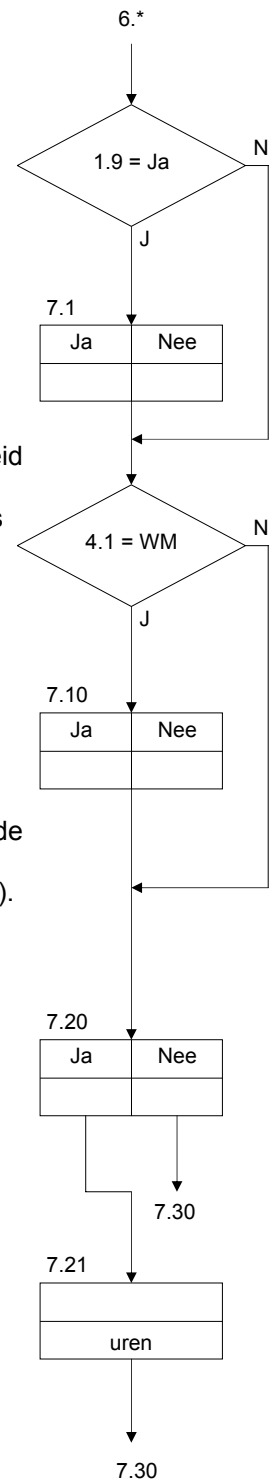 6.*
1.9 = Ja
N
J
7.1
Ja Nee
eid
s
4.1 = WM
N
J
7.10
Ja Nee
de
).
7.20
Ja Nee
7.30
7.21
uren
7.30